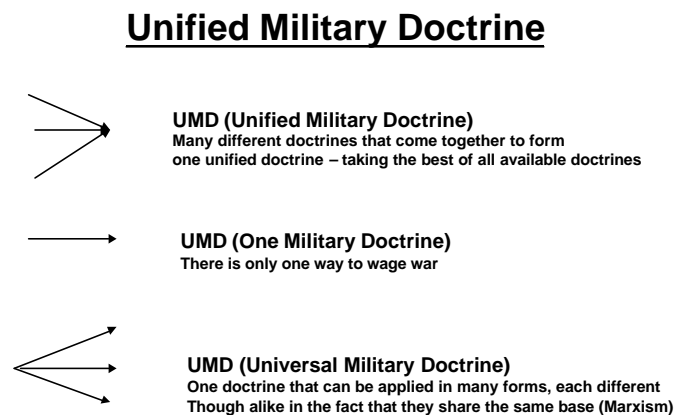 Unified Military Doctrine
UMD (Unified Military Doctrine)
Many different doctrines that come together to form
one unified doctrine – taking the best of all available doctrines
UMD (One Military Doctrine)
There is only one way to wage war
UMD (Universal Military Doctrine)
One doctrine that can be applied in many forms, each different
Though alike in the fact that they share the same base (Marxism)